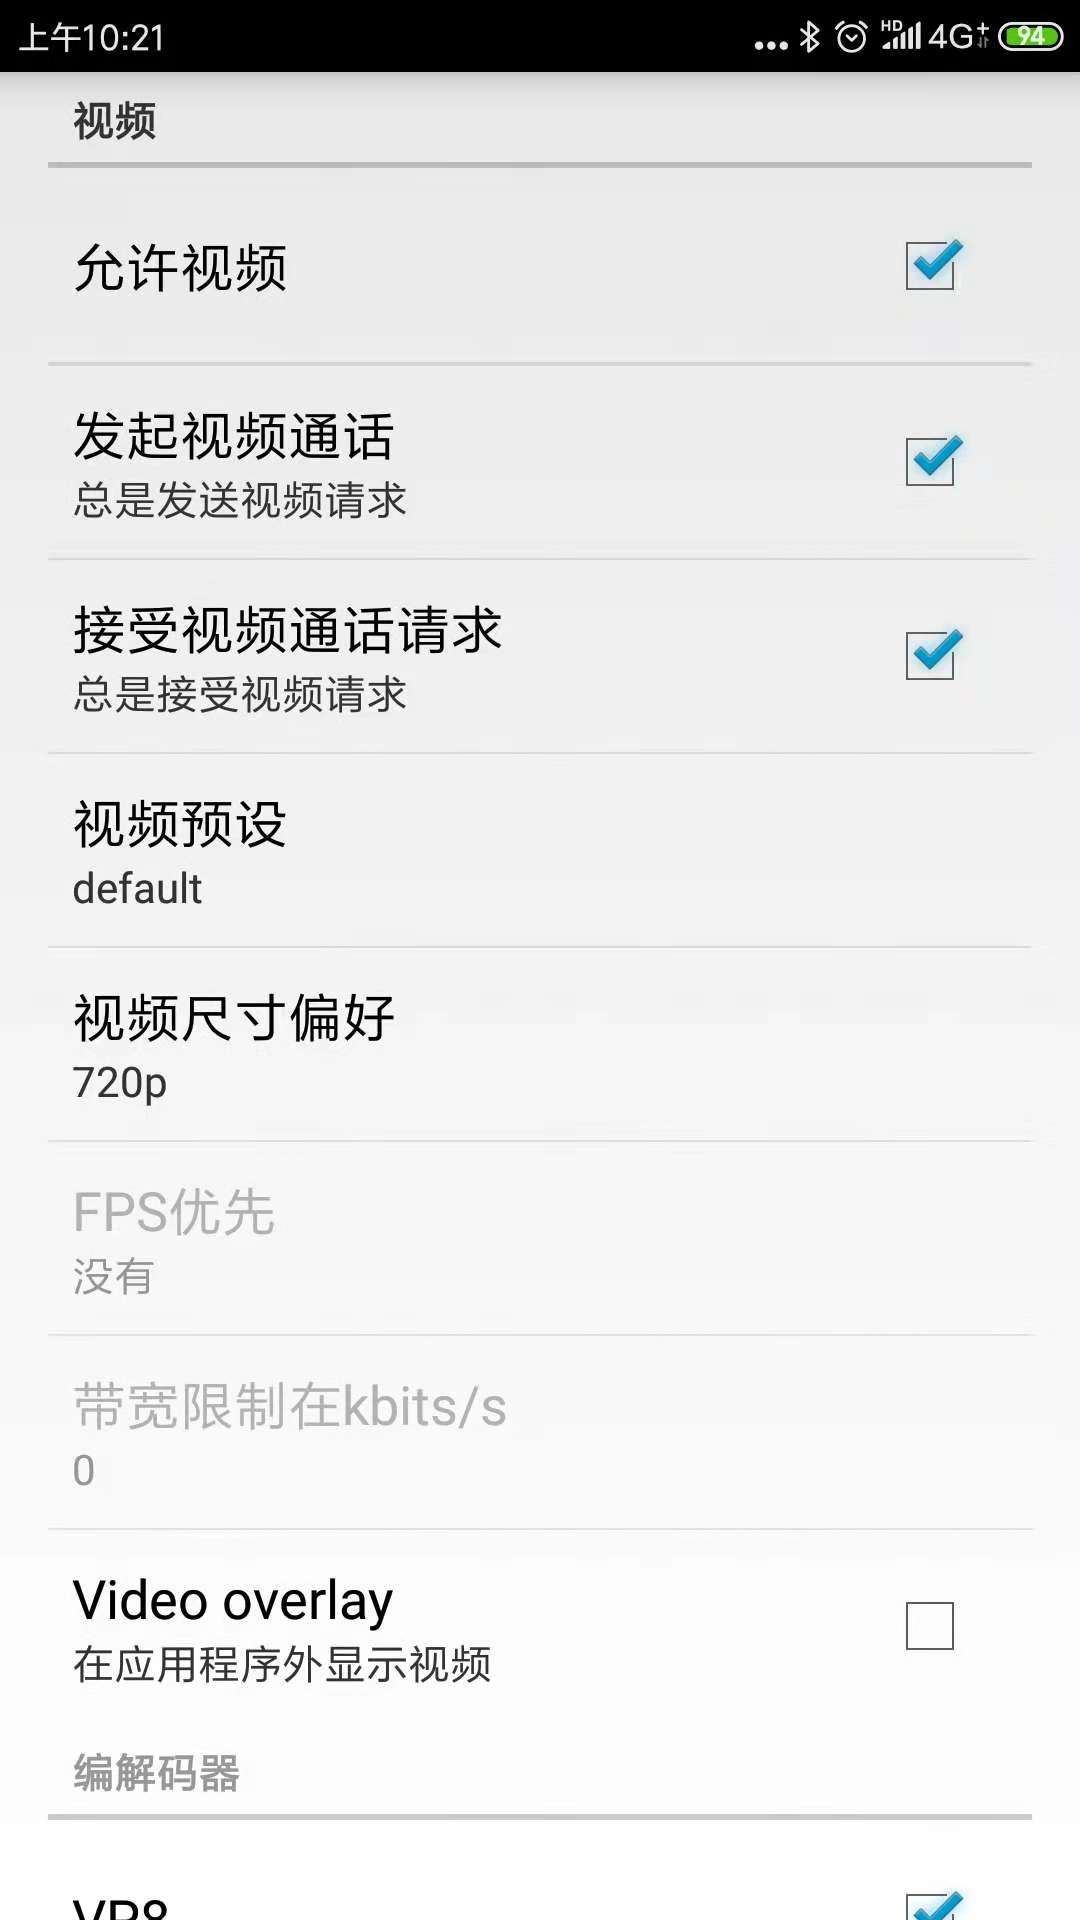 上午10:21
HD 4G+ 94
视频
允许视频
发起视频通话
总是发送视频请求
接受视频通话请求
总是接受视频请求
视频预设
default
视频尺寸偏好
720p
FPS优先
没有
带宽限制在kbits/s
0
Video overlay
在应用程序外显示视频
编解码器
VP8